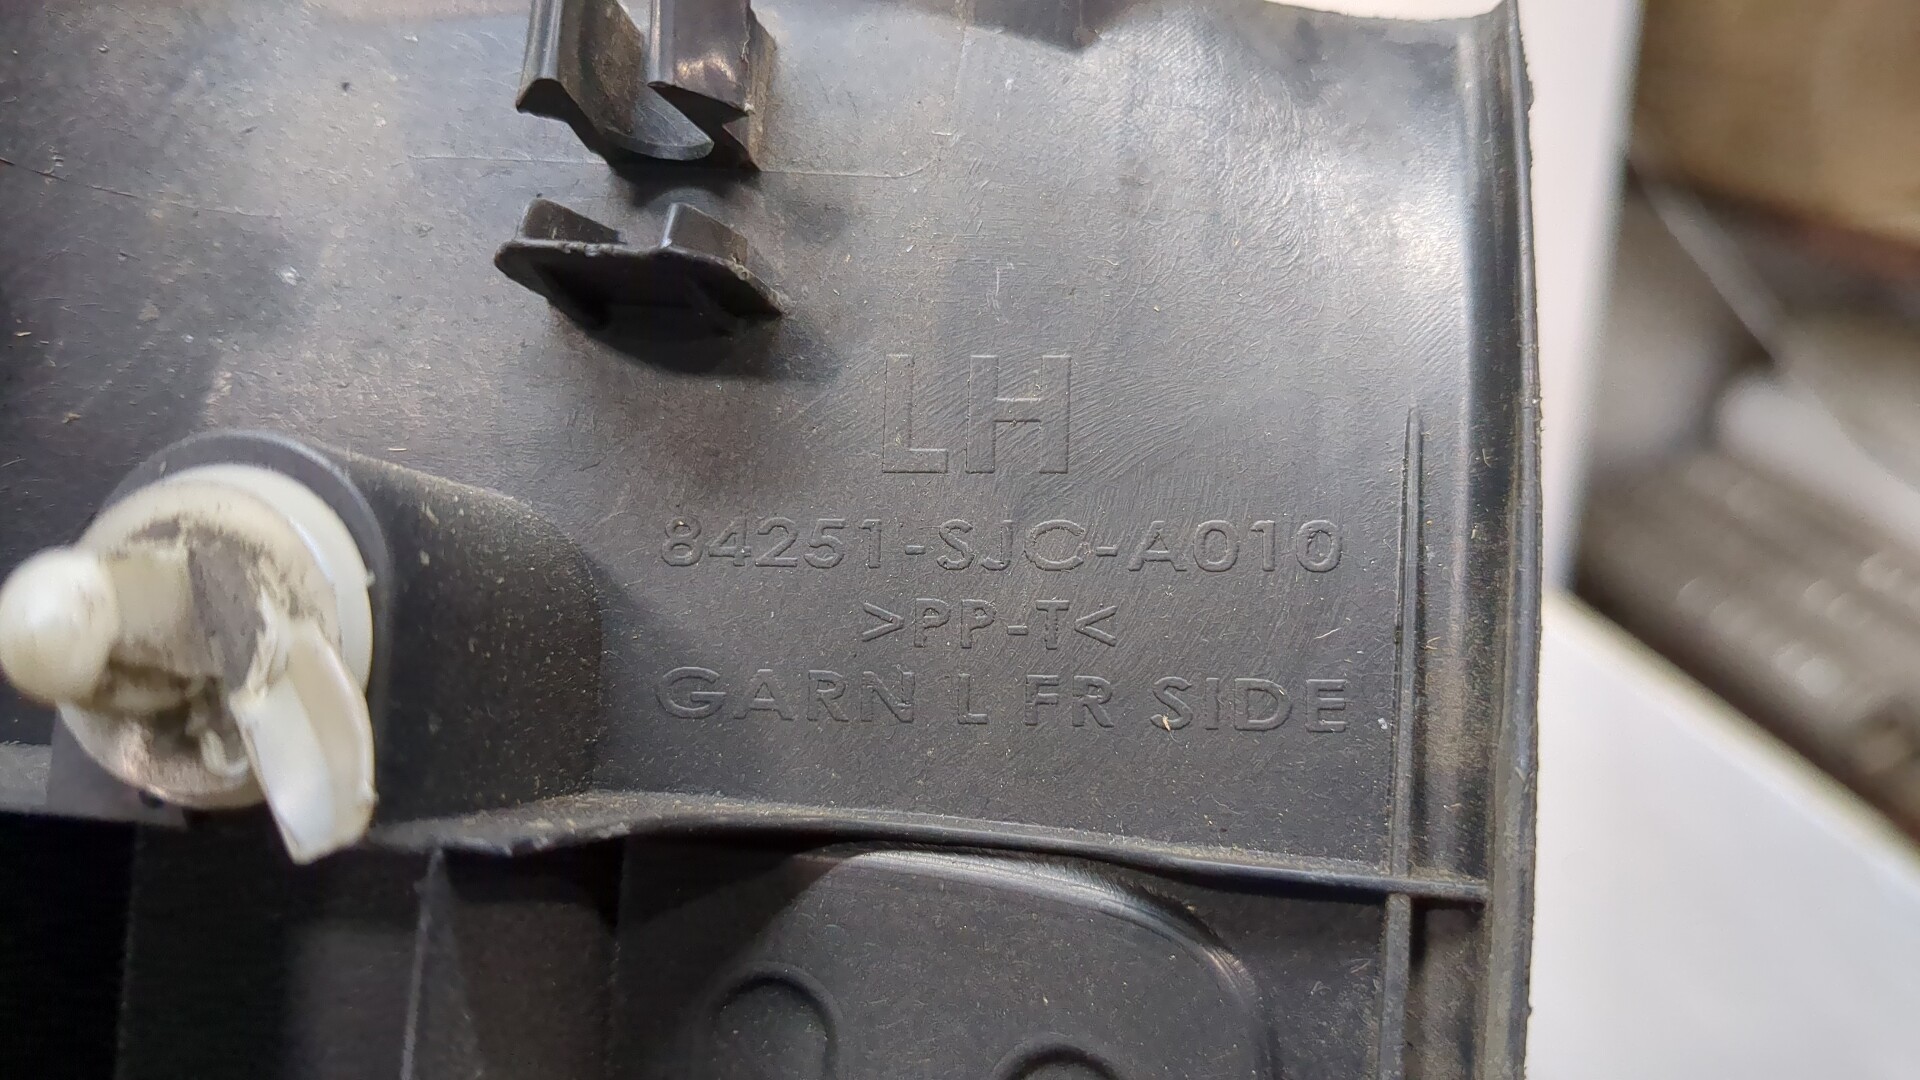 LH
84251-SJC-A010
>PP-T<
GARN L FR SIDE